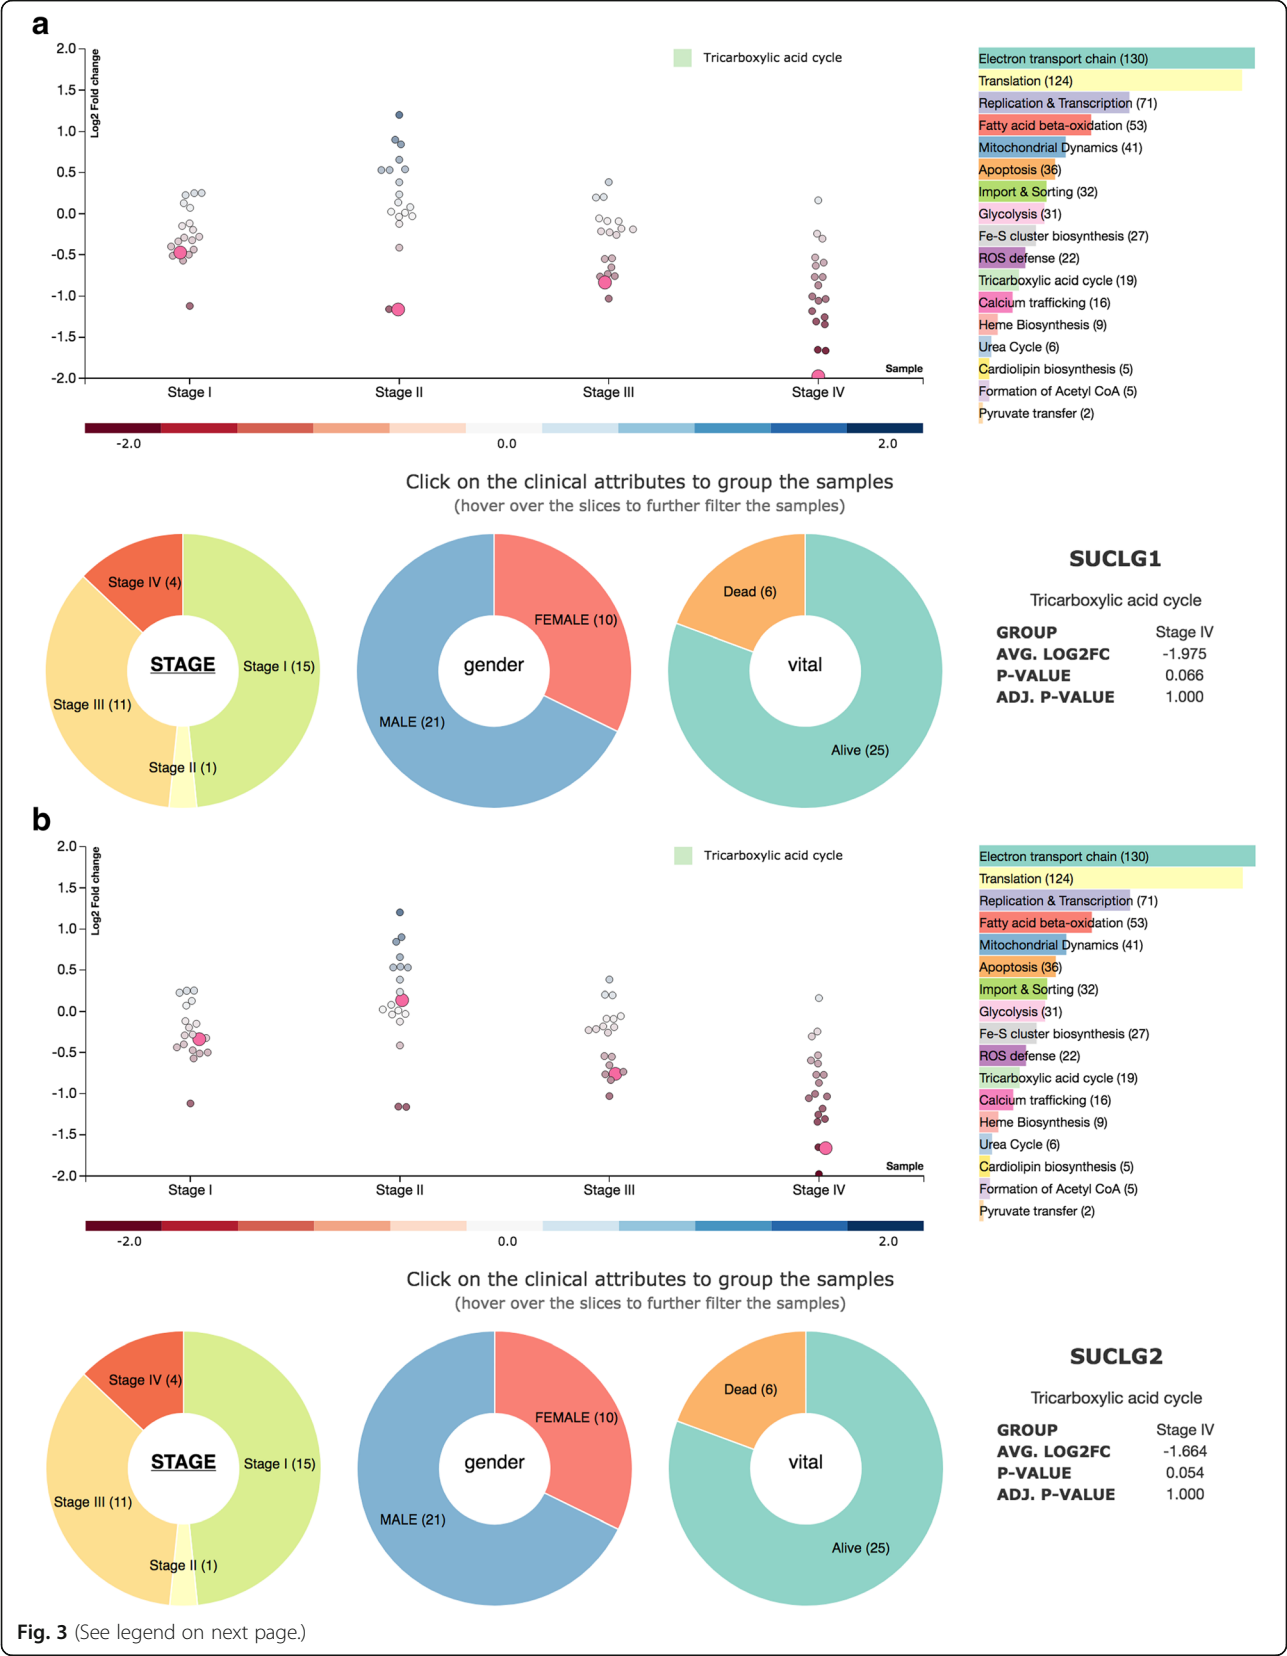 a
2.0
1.5
1.0
0.5
0.0
-0.5
-1.0
-1.5
-2.0
Log2 Fold change
Tricarboxylic acid cycle
Sample
Stage I
Stage II
Stage III
Stage IV
-2.0
0.0
2.0
Electron transport chain (130)
Translation (124)
Replication & Transcription (71)
Fatty acid beta-oxidation (53)
Mitochondrial Dynamics (41)
Apoptosis (36)
Import & Sorting (32)
Glycolysis (31)
Fe-S cluster biosynthesis (27)
ROS defense (22)
Tricarboxylic acid cycle (19)
Calcium trafficking (16)
Heme Biosynthesis (9)
Urea Cycle (6)
Cardiolipin biosynthesis (5)
Formation of Acetyl CoA (5)
Pyruvate transfer (2)
Click on the clinical attributes to group the samples
(hover over the slices to further filter the samples)
Stage IV (4)
STAGE
Stage I (15)
Stage III (11)
Stage II (1)
FEMALE (10)
gender
MALE (21)
Dead (6)
vital
Alive (25)
SUCLG1
Tricarboxylic acid cycle
GROUP Stage IV
AVG. LOG2FC -1.975
P-VALUE 0.066
ADJ. P-VALUE 1.000
b
2.0
1.5
1.0
0.5
0.0
-0.5
-1.0
-1.5
-2.0
Log2 Fold change
Tricarboxylic acid cycle
Sample
Stage I
Stage II
Stage III
Stage IV
-2.0
0.0
2.0
Electron transport chain (130)
Translation (124)
Replication & Transcription (71)
Fatty acid beta-oxidation (53)
Mitochondrial Dynamics (41)
Apoptosis (36)
Import & Sorting (32)
Glycolysis (31)
Fe-S cluster biosynthesis (27)
ROS defense (22)
Tricarboxylic acid cycle (19)
Calcium trafficking (16)
Heme Biosynthesis (9)
Urea Cycle (6)
Cardiolipin biosynthesis (5)
Formation of Acetyl CoA (5)
Pyruvate transfer (2)
Click on the clinical attributes to group the samples
(hover over the slices to further filter the samples)
Stage IV (4)
STAGE
Stage I (15)
Stage III (11)
Stage II (1)
FEMALE (10)
gender
MALE (21)
Dead (6)
vital
Alive (25)
SUCLG2
Tricarboxylic acid cycle
GROUP Stage IV
AVG. LOG2FC -1.664
P-VALUE 0.054
ADJ. P-VALUE 1.000
Fig. 3 (See legend on next page.)